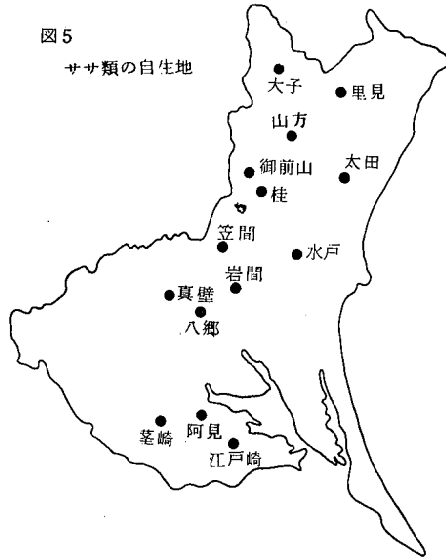 図5
ササ類の自生地
大子
里見
山方
御前山
太田
桂
笠間
水戸
岩間
真壁
八郷
茎崎
阿見
江戸崎